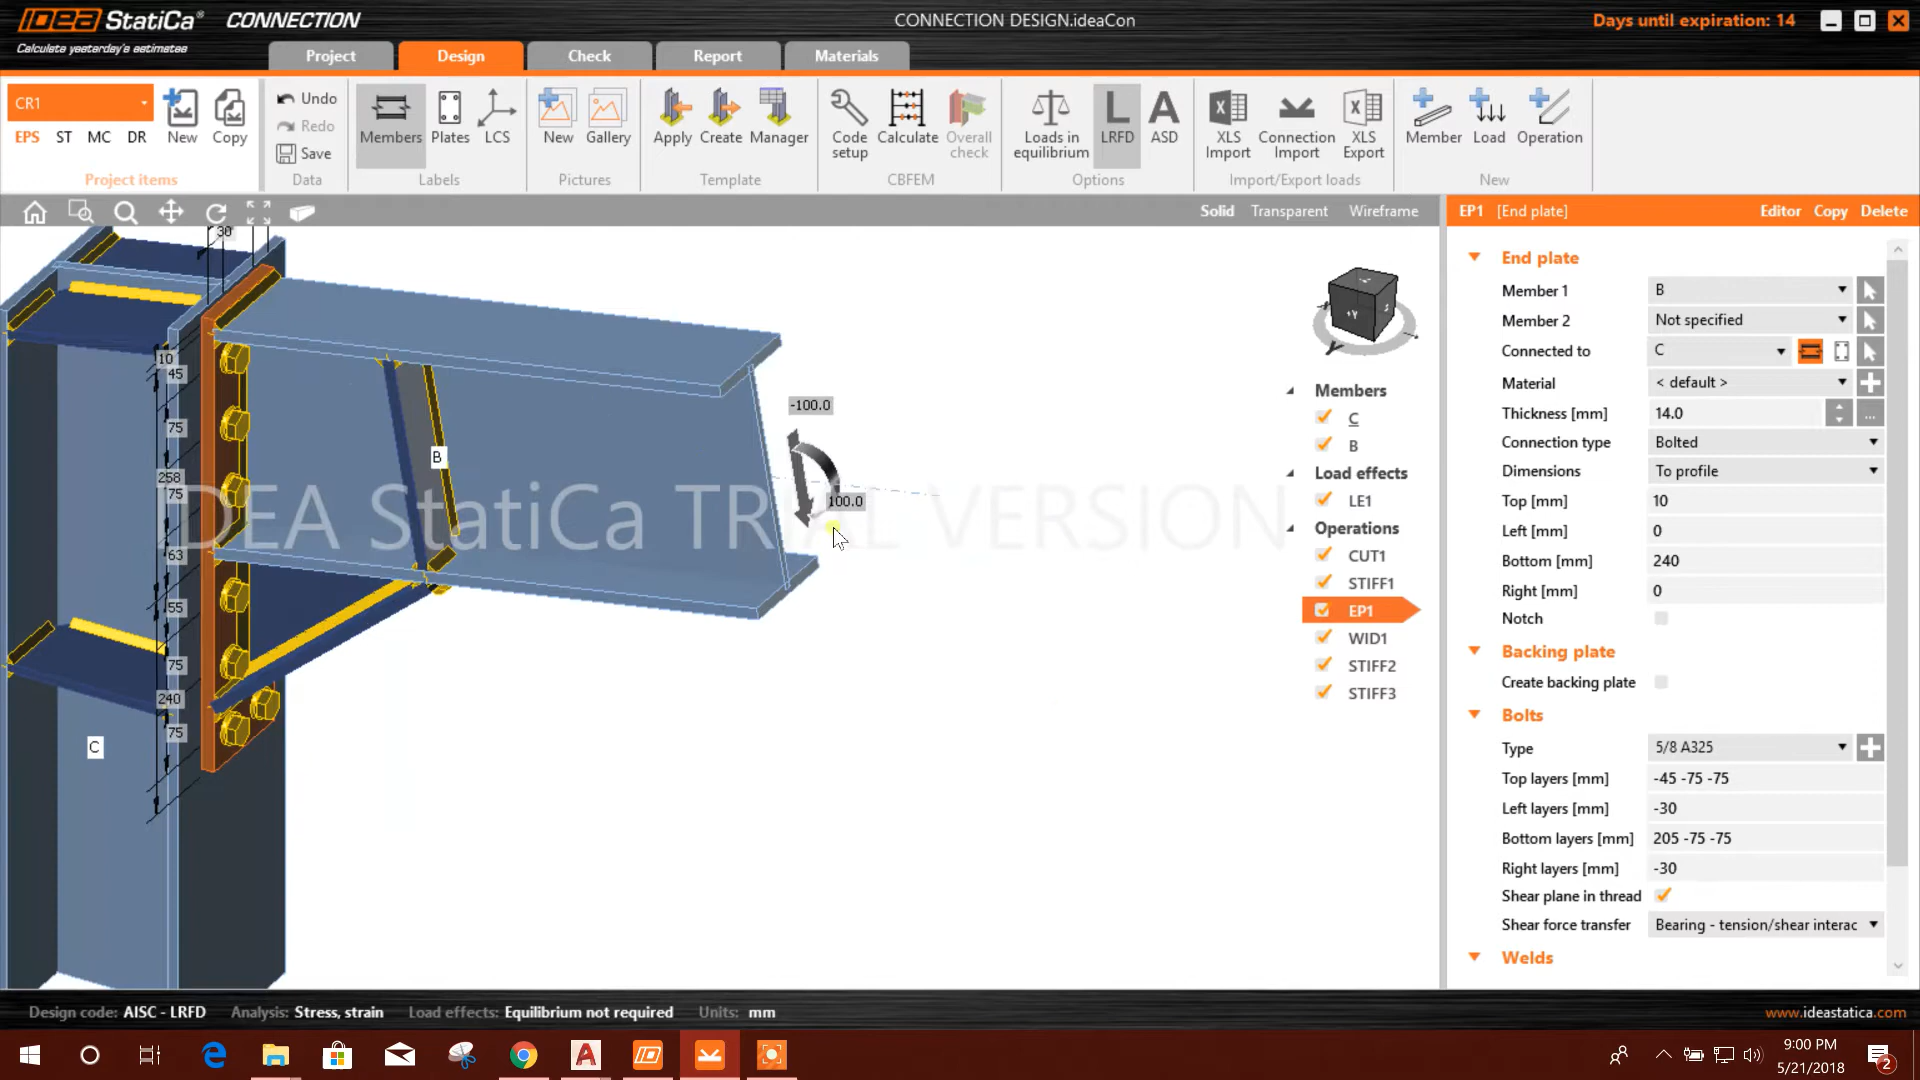 IDEA StatiCa® CONNECTION
Calculate yesterday's estimates
CONNECTION DESIGN.ideaCon
Days until expiration: 14
Project Design Check Report Materials
CR1
EPS ST MC DR
New Copy
Project items
Undo
Redo
Save
Data
Members Plates LCS
Labels
New Gallery
Pictures
Apply Create Manager
Template
Code setup
Calculate
Overall check
CBFEM
Loads in equilibrium
L LRFD
A ASD
Options
XLS Import
Connection Import
XLS Export
Import/Export loads
Member Load Operation
New
Solid Transparent Wireframe
EP1 [End plate] Editor Copy Delete
30
10
45
75
258
75
63
55
75
240
75
B
C
-100.0
100.0
IDEA StatiCa TRIAL VERSION
+Y
Members
C
B
Load effects
LE1
Operations
CUT1
STIFF1
EP1
WID1
STIFF2
STIFF3
End plate
Member 1 B
Member 2 Not specified
Connected to C
Material < default >
Thickness [mm] 14.0 ...
Connection type Bolted
Dimensions To profile
Top [mm] 10
Left [mm] 0
Bottom [mm] 240
Right [mm] 0
Notch
Backing plate
Create backing plate
Bolts
Type 5/8 A325
Top layers [mm] -45 -75 -75
Left layers [mm] -30
Bottom layers [mm] 205 -75 -75
Right layers [mm] -30
Shear plane in thread
Shear force transfer Bearing - tension/shear interac
Welds
Design code: AISC - LRFD Analysis: Stress, strain Load effects: Equilibrium not required Units: mm
www.ideastatica.com
9:00 PM
5/21/2018
2